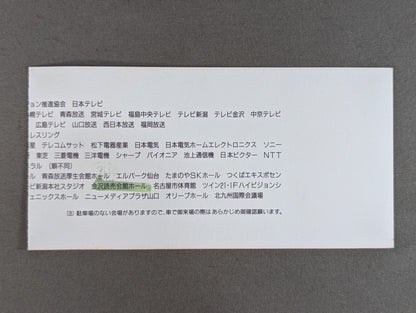 ョン推進協会 日本テレビ
幌テレビ 青森放送 宮城テレビ 福島中央テレビ テレビ新潟 テレビ金沢 中京テレビ
広島テレビ 山口放送 西日本放送 福岡放送
レスリング
星 テレコムサット 松下電器産業 日本電気 日本電気ホームエレクトロニクス ソニー
東芝 三菱電機 三洋電機 シャープ パイオニア 池上通信機 日本ビクター NTT
ラル (順不同)
ール 青森放送厚生会館ホール エルパーク仙台 たまのやSKホール つくばエキスポセン
レビ新潟本社スタジオ 金沢読売会館ホール 名古屋市体育館 ツイン21・1Fハイビジョンシ
フェニックスホール ニューメディアプラザ山口 オリーブホール 北九州国際会議場
注 駐車場のない会場がありますので、車で御来場の際はあらかじめ御確認願います。